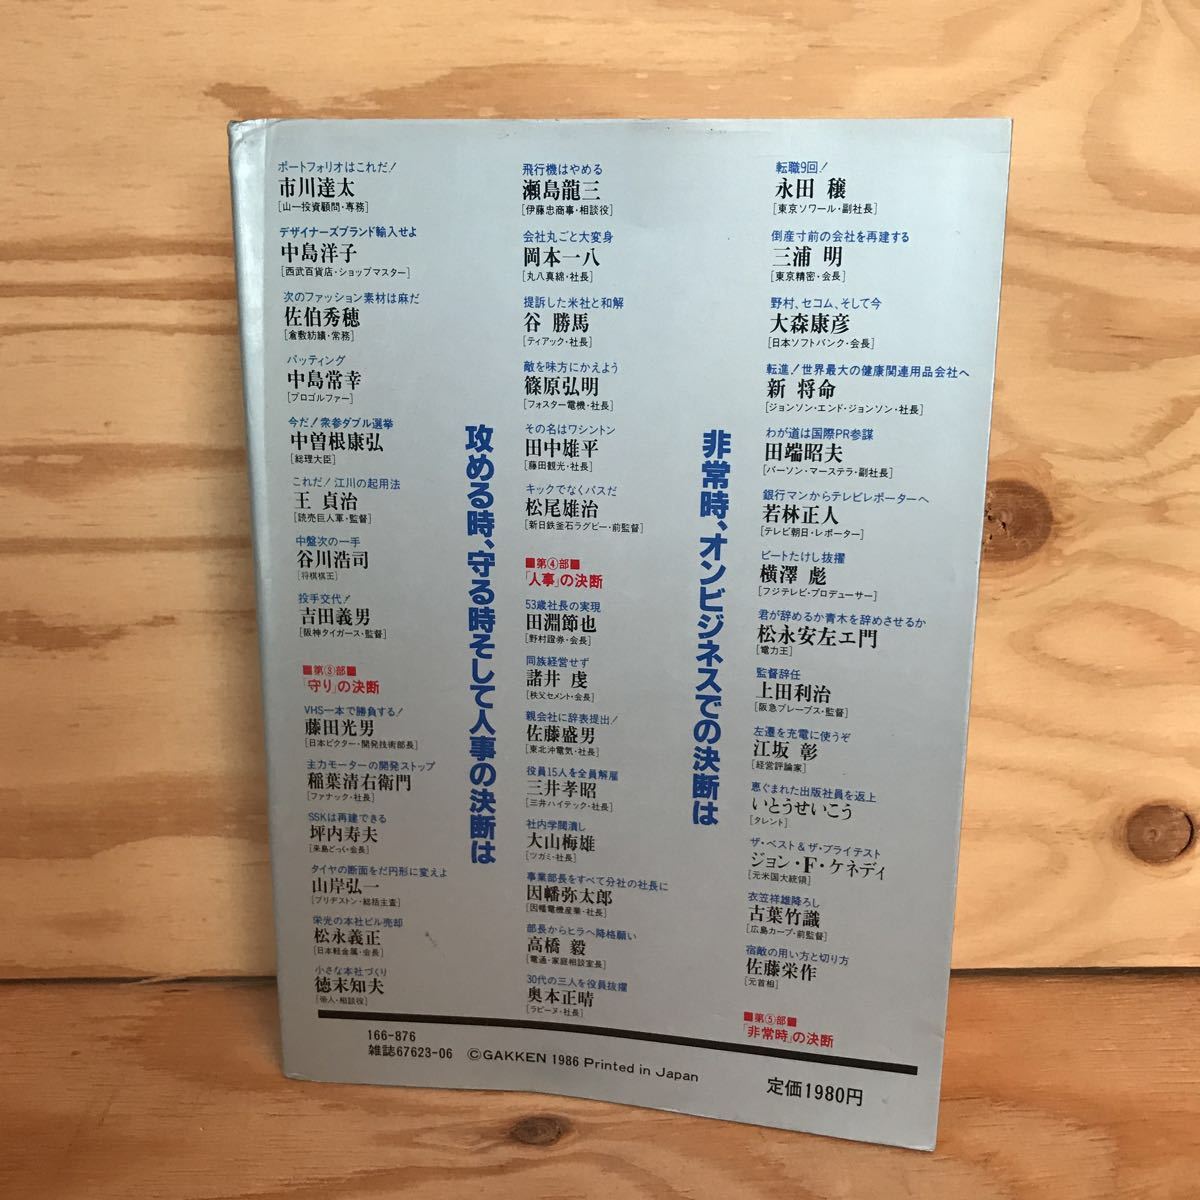 ポートフォリオはこれだ！
市川達太
[山一投資顧問・専務]
デザイナーズブランド輸入せよ
中島洋子
[西武百貨店・ショップマスター]
次のファッション素材は麻だ
佐伯秀穂
[倉敷紡績・常務]
パッティング
中島常幸
[プロゴルファー]
今だ！衆参ダブル選挙
中曽根康弘
[総理大臣]
これだ！江川の起用法
王 貞治
[読売巨人軍・監督]
中盤次の一手
谷川浩司
[将棋棋王]
投手交代！
吉田義男
[阪神タイガース・監督]
■第③部■
「守り」の決断
VHS一本で勝負する！
藤田光男
[日本ビクター・開発技術部長]
主力モーターの開発ストップ
稲葉清右衛門
[ファナック・社長]
SSKは再建できる
坪内寿夫
[来島どっく・会長]
タイヤの断面をだ円形に変えよ
山岸弘一
[ブリヂストン・総括主査]
栄光の本社ビル売却
松永義正
[日本軽金属・会長]
小さな本社づくり
徳末知夫
[帝人・相談役]
攻める時、守る時そして人事の決断は
飛行機はやめる
瀬島龍三
[伊藤忠商事・相談役]
会社丸ごと大変身
岡本一八
[丸八真綿・社長]
提訴した米社と和解
谷 勝馬
[ティアック・社長]
敵を味方にかえよう
篠原弘明
[フォスター電機・社長]
その名はワシントン
田中雄平
[藤田観光・社長]
キックでなくパスだ
松尾雄治
[新日鉄釜石ラグビー・前監督]
■第④部■
「人事」の決断
53歳社長の実現
田淵節也
[野村證券・会長]
同族経営せず
諸井 虔
[秩父セメント・会長]
親会社に辞表提出！
佐藤盛男
[東北沖電気・社長]
役員15人を全員解雇
三井孝昭
[三井ハイテック・社長]
社内学閥潰し
大山梅雄
[ツガミ・社長]
事業部長をすべて分社の社長に
因幡弥太郎
[因幡電機産業・社長]
部長からヒラへ降格願い
高橋 毅
[電通・家庭相談室長]
30代の三人を役員抜擢
奥本正晴
[ラピーヌ・社長]
非常時、オンビジネスでの決断は
転職9回！
永田 穣
[東京ソワール・副社長]
倒産寸前の会社を再建する
三浦 明
[東京精密・会長]
野村、セコム、そして今
大森康彦
[日本ソフトバンク・会長]
転進！世界最大の健康関連用品会社へ
新 将命
[ジョンソン・エンド・ジョンソン・社長]
わが道は国際PR参謀
田端昭夫
[バーソン・マーステラ・副社長]
銀行マンからテレビレポーターへ
若林正人
[テレビ朝日・レポーター]
ビートたけし抜擢
横澤 彪
[フジテレビ・プロデューサー]
君が辞めるか青木を辞めさせるか
松永安左エ門
[電力王]
監督辞任
上田利治
[阪急ブレーブス・監督]
左遷を充電に使うぞ
江坂 彰
[経営評論家]
恵ぐまれた出版社員を返上
いとうせいこう
[タレント]
ザ・ベスト＆ザ・ブライテスト
ジョン・F・ケネディ
[元米国大統領]
衣笠祥雄降ろし
古葉竹識
[広島カープ・前監督]
宿敵の用い方と切り方
佐藤栄作
[元首相]
■第⑤部■
「非常時」の決断
166-876
雑誌67623-06
©GAKKEN 1986 Printed in Japan
定価1980円